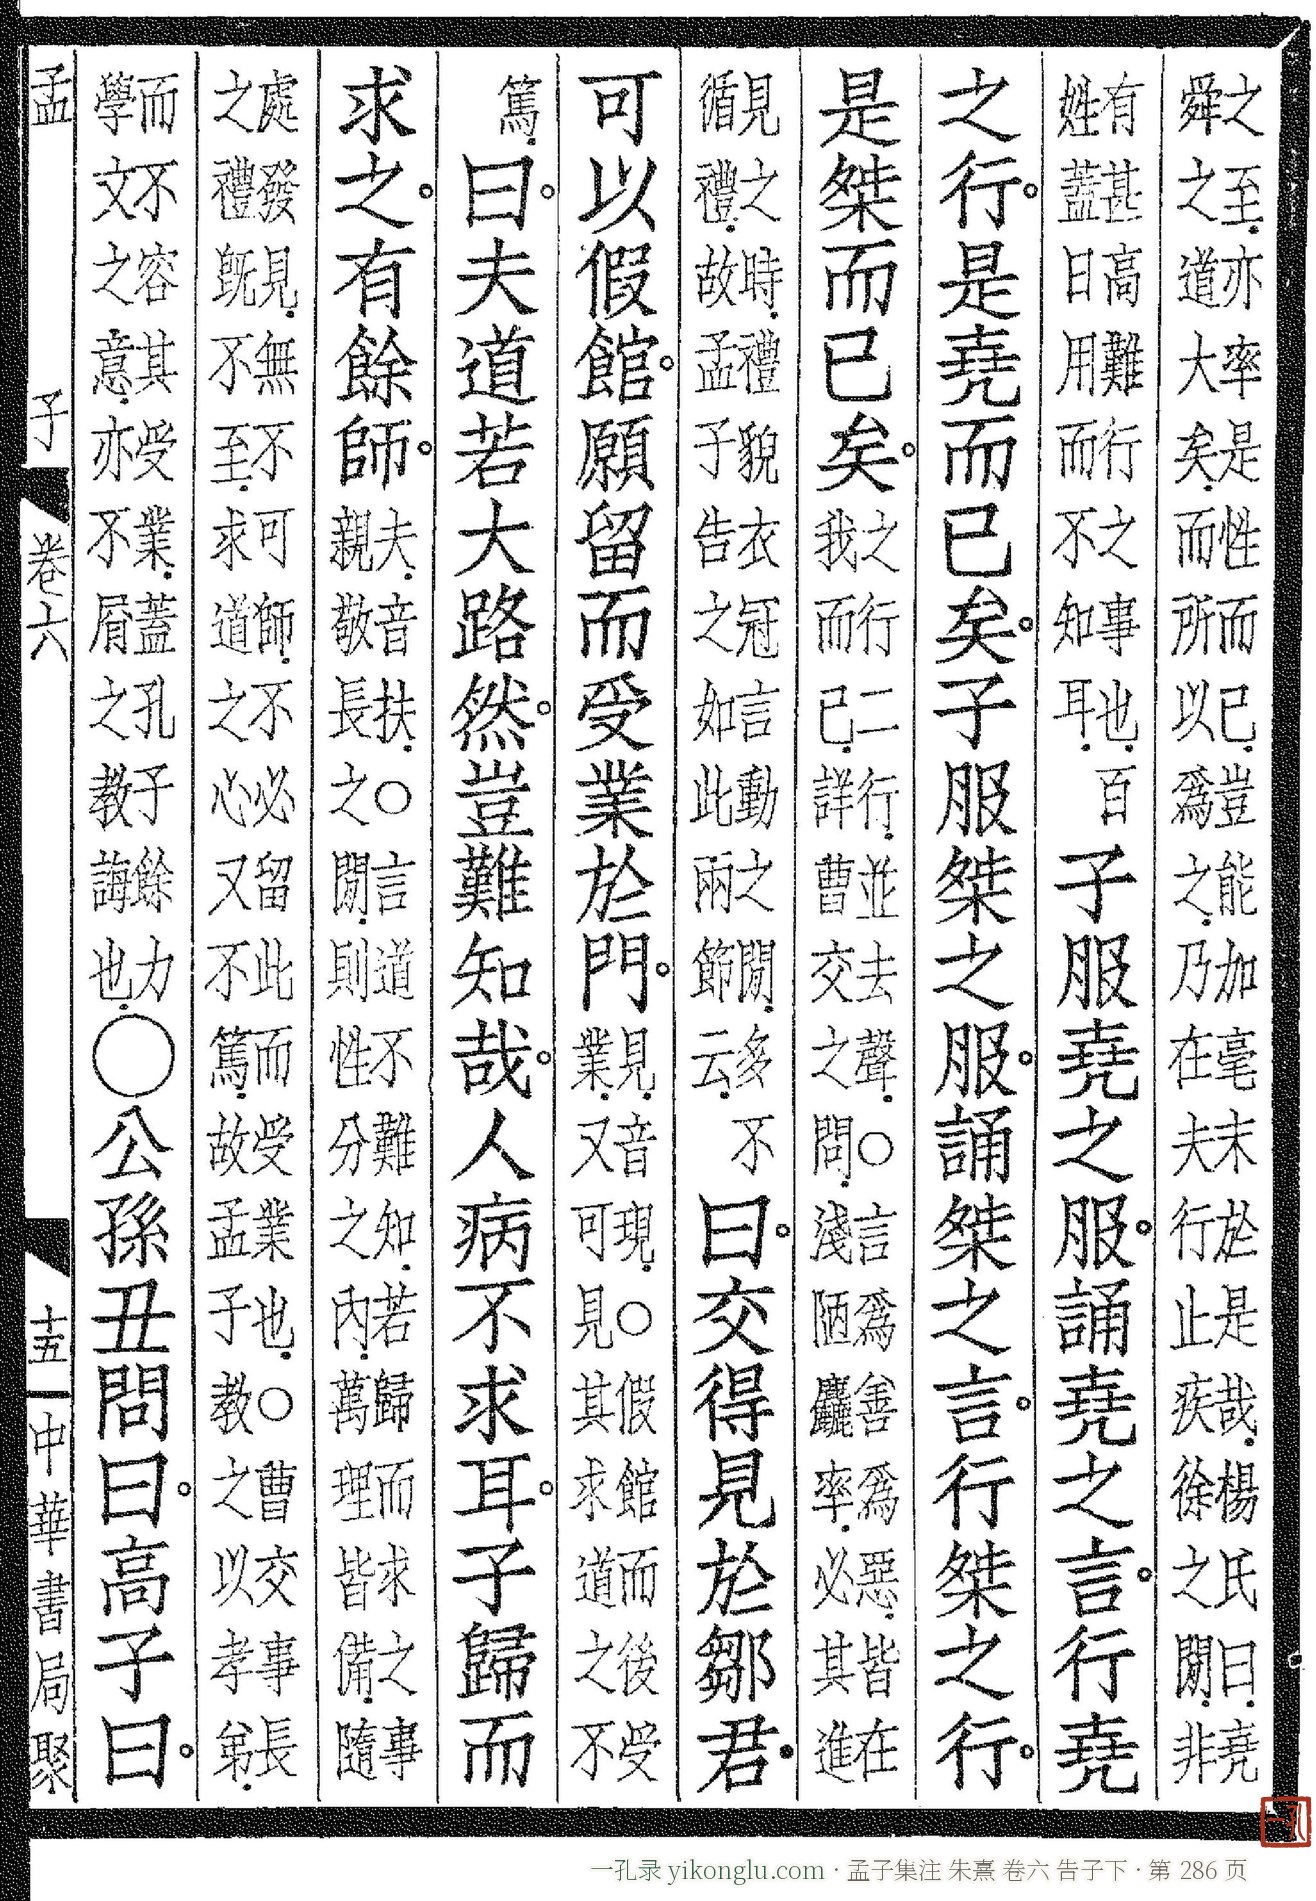 之至．亦率是性而已．豈能加毫末於是哉．楊氏曰．堯
舜之道大矣．而所以爲之．乃在夫行止疾徐之閒．非
有甚高難行之事也．百
姓蓋日用而不知耳．
子服堯之服。誦堯之言。行堯
之行。是堯而已矣。子服桀之服。誦桀之言。行桀之行。
是桀而已矣。
之行二行．並去聲．○言爲善爲惡．皆在
我而已．詳曹交之問．淺陋麤率．必其進
見之時．禮貌衣冠言動之閒．多不
循禮．故孟子告之如此兩節云．
曰。交得見於鄒君．
可以假館。願留而受業於門。
見．音現．○假館而後受
業．又可見其求道之不
篤．
曰。夫道若大路然。豈難知哉。人病不求耳。子歸而
求之。有餘師。
夫．音扶．○言道不難知．若歸而求之事
親敬長之閒．則性分之內．萬理皆備．隨
處發見．無不可師．不必留此而受業也．○曹交事長
之禮既不至．求道之心又不篤．故孟子教之以孝弟．
而不容其受業．蓋孔子餘力
學文之意．亦不屑之教誨也．
○公孫丑問曰。高子曰。
孟子 卷六 十五 中華書局聚
一孔录 yikonglu.com · 孟子集注 朱熹 卷六 告子下 · 第 286 页